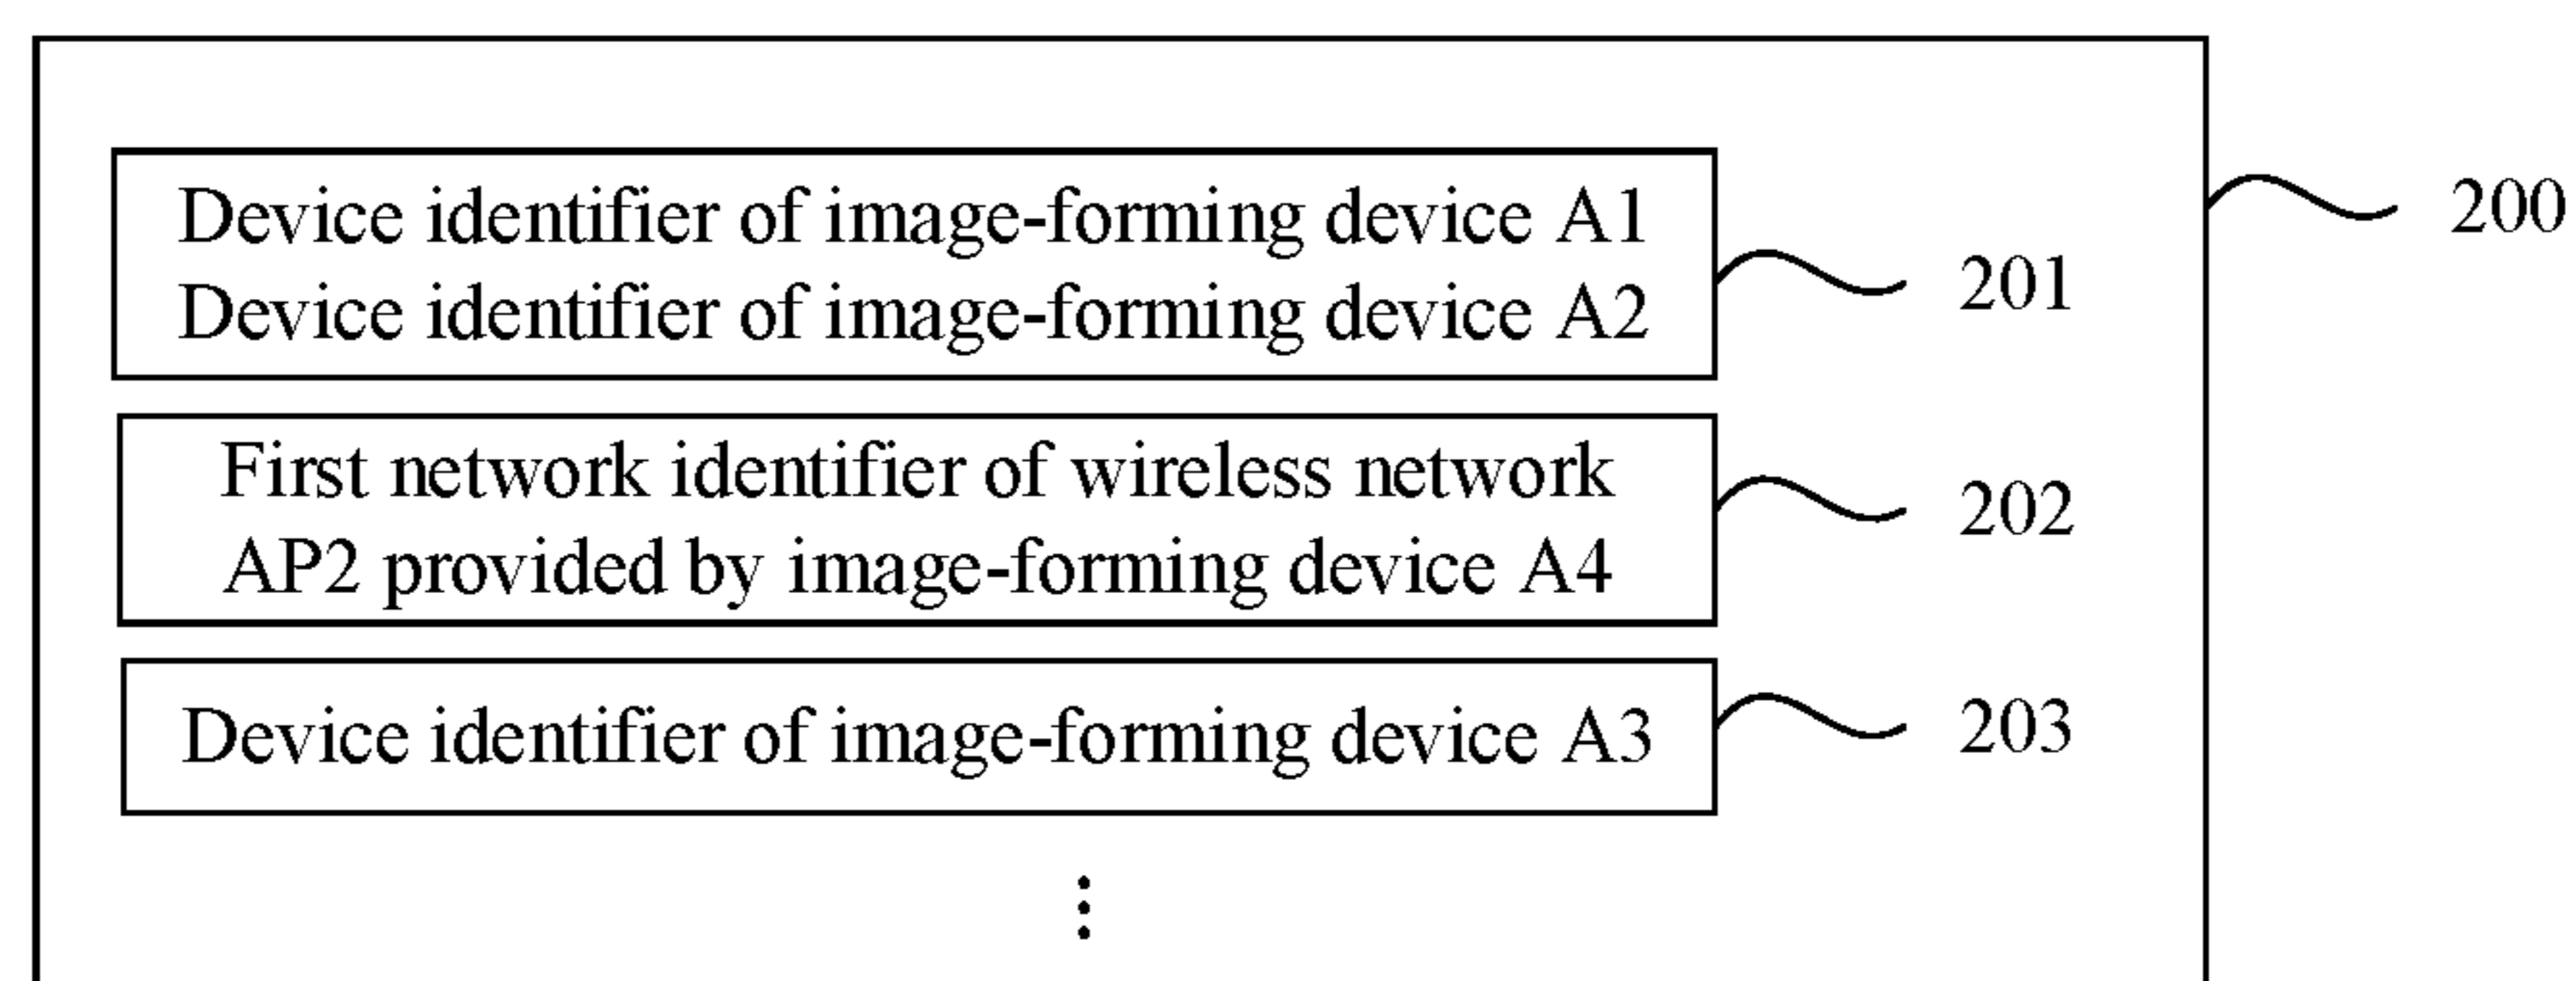 Device identifier of image-forming device A1
Device identifier of image-forming device A2
200
201
First network identifier of wireless network
AP2 provided by image-forming device A4
202
Device identifier of image-forming device A3
203